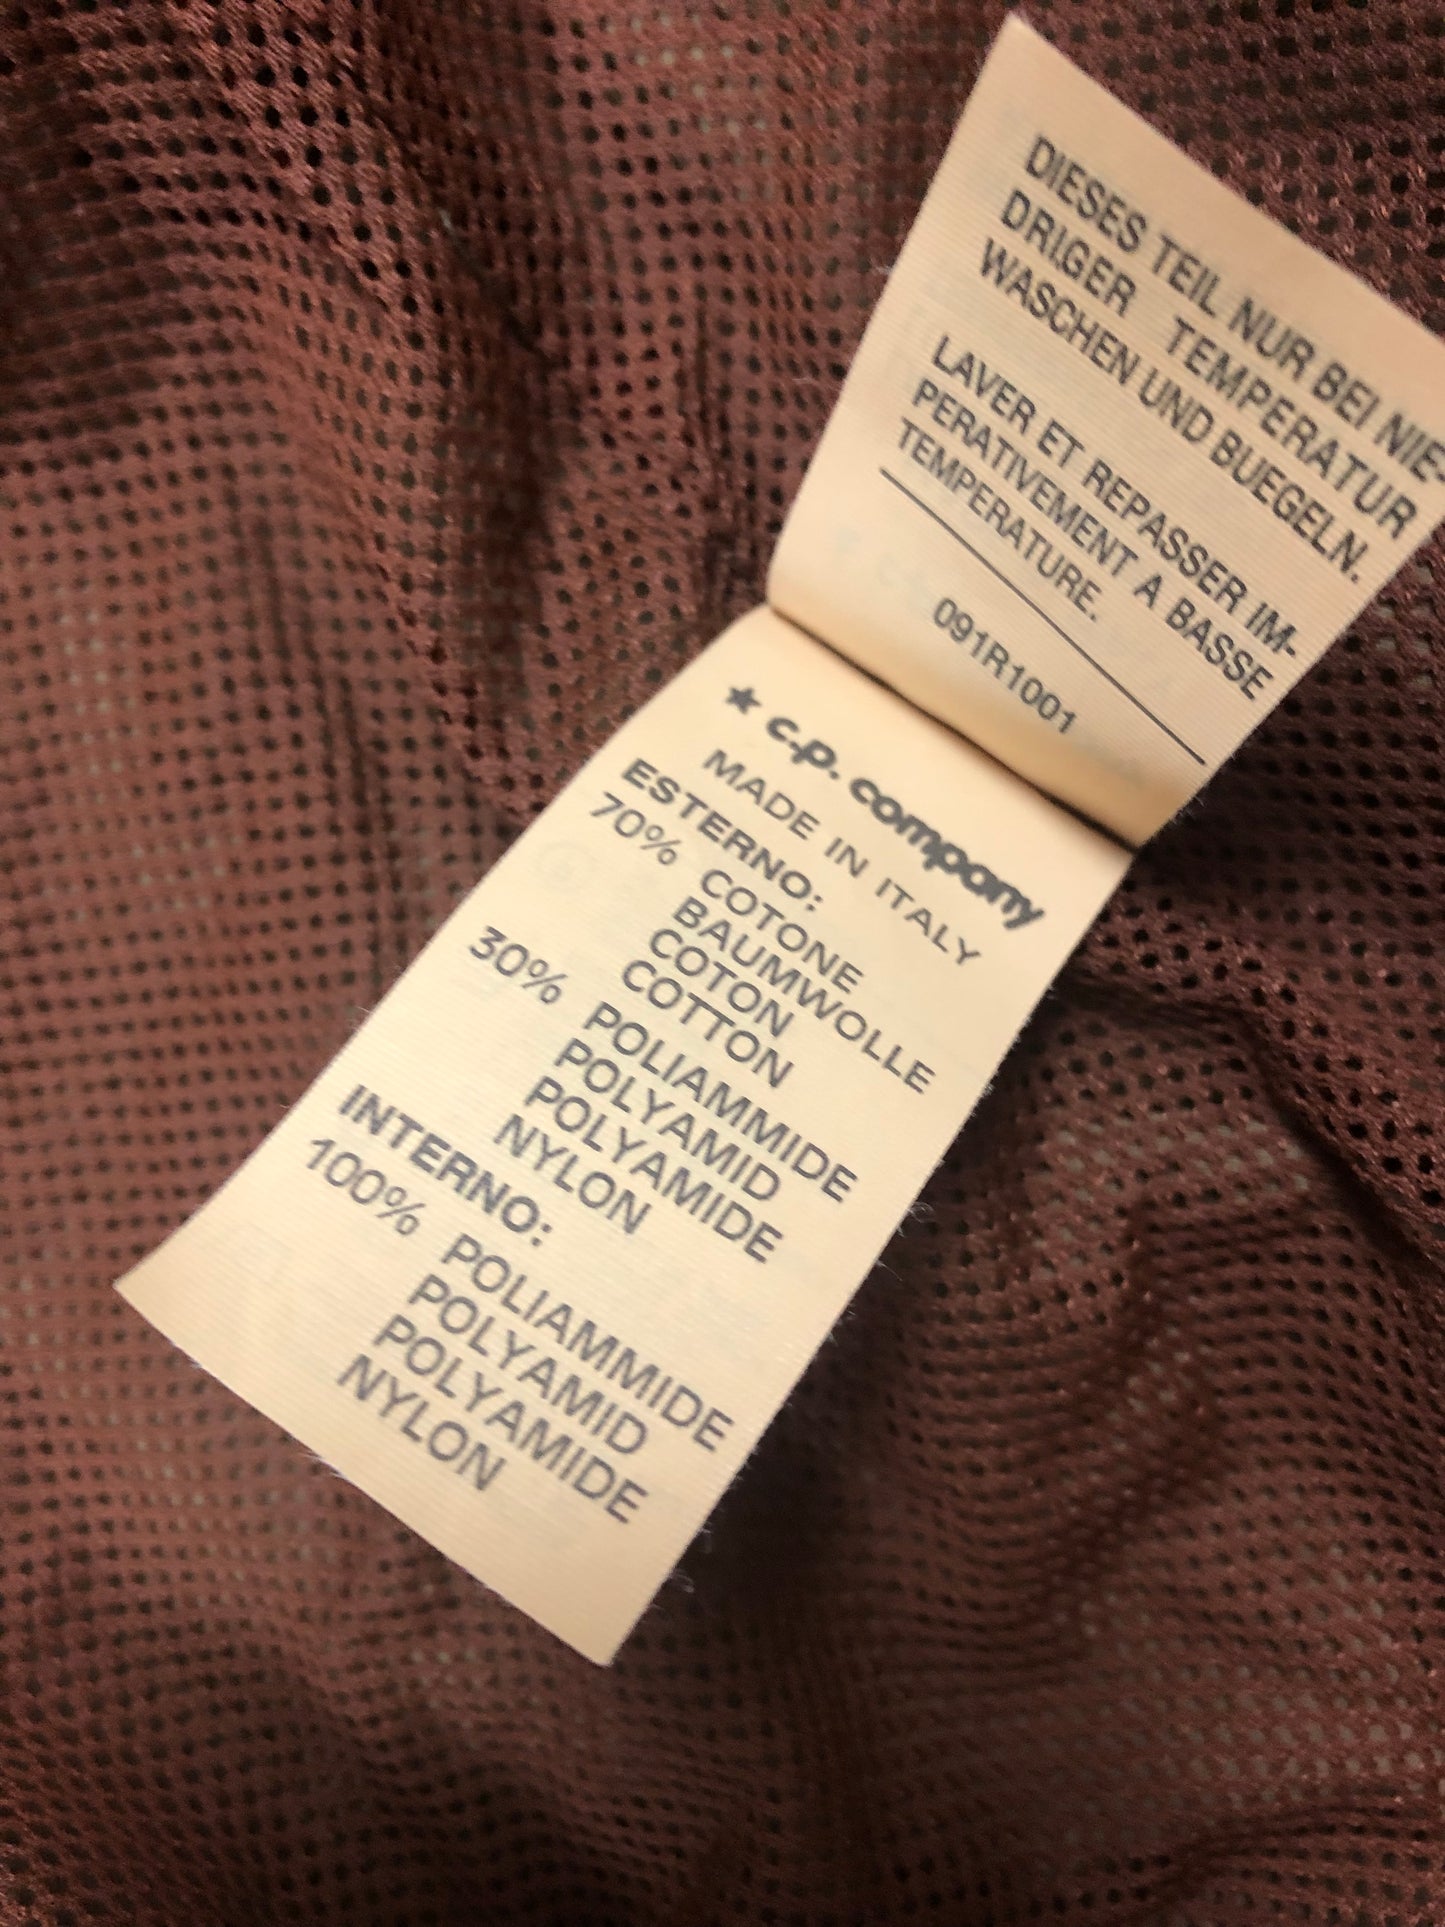 DIESES TEIL NUR BEI NIE-
DRIGER TEMPERATUR
WASCHEN UND BUEGELN.
LAVER ET REPASSER IM-
PERATIVEMENT A BASSE
TEMPERATURE.
091R1001
★ c.p. company
MADE IN ITALY
ESTERNO:
70% COTONE
BAUMWOLLE
COTON
COTTON
30% POLIAMMIDE
POLYAMID
POLYAMIDE
NYLON
INTERNO:
100% POLIAMMIDE
POLYAMID
POLYAMIDE
NYLON